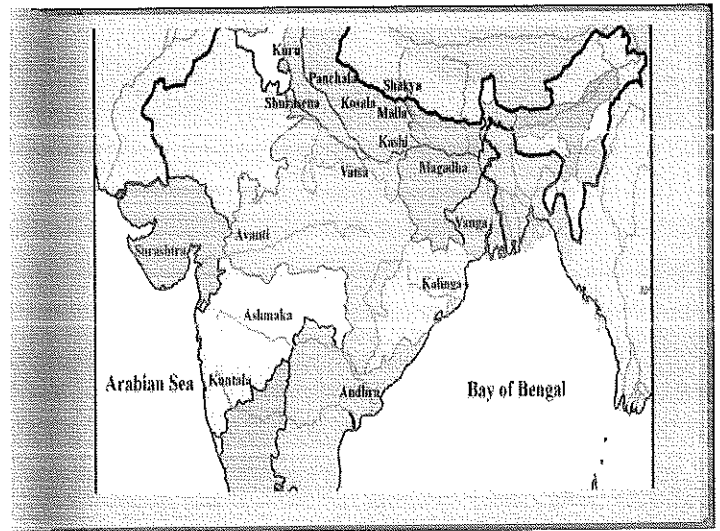 Kuru
Panchala
Shakya
Shurasena
Kosala
Malla
Kashi
Vatsa
Magadha
Vanga
Surashtra
Avanti
Kalinga
Ashmaka
Arabian Sea
Kuntala
Andhra
Bay of Bengal